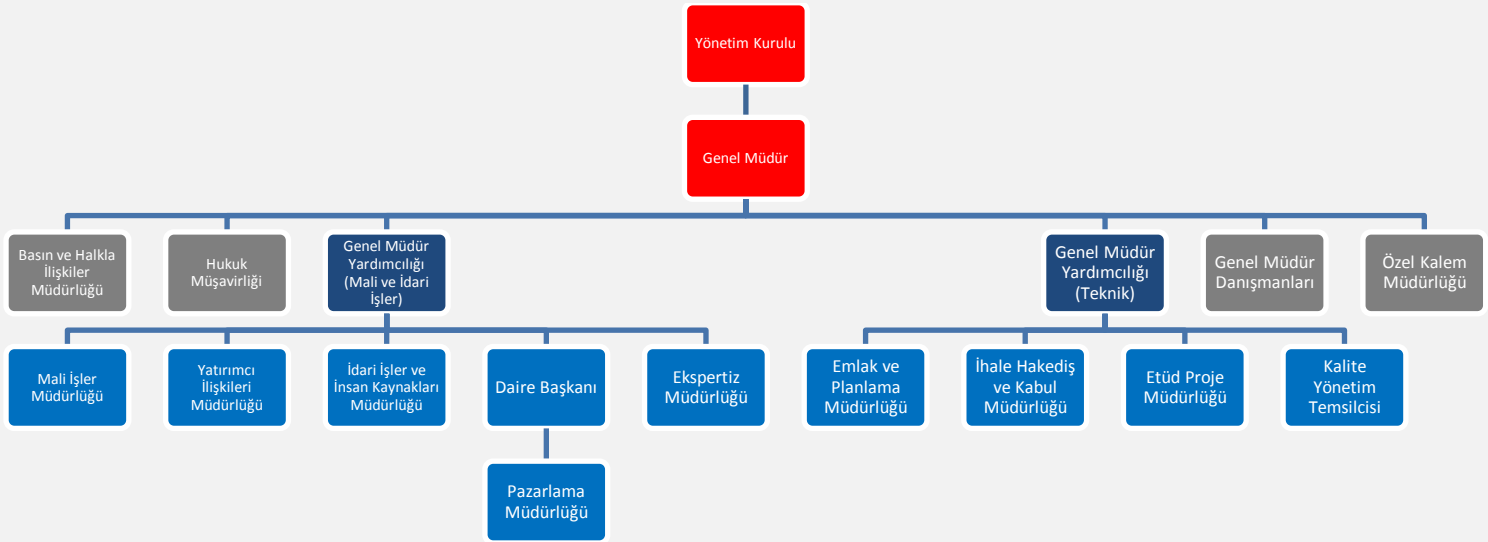 Yönetim Kurulu
Genel Müdür
Basın ve Halkla
İlişkiler
Müdürlüğü
Hukuk
Müşavirliği
Genel Müdür
Yardımcılığı
(Mali ve İdari
İşler)
Genel Müdür
Yardımcılığı
(Teknik)
Genel Müdür
Danışmanları
Özel Kalem
Müdürlüğü
Mali İşler
Müdürlüğü
Yatırımcı
İlişkileri
Müdürlüğü
İdari İşler ve
İnsan Kaynakları
Müdürlüğü
Daire Başkanı
Ekspertiz
Müdürlüğü
Emlak ve
Planlama
Müdürlüğü
İhale Hakediş
ve Kabul
Müdürlüğü
Etüd Proje
Müdürlüğü
Kalite
Yönetim
Temsilcisi
Pazarlama
Müdürlüğü